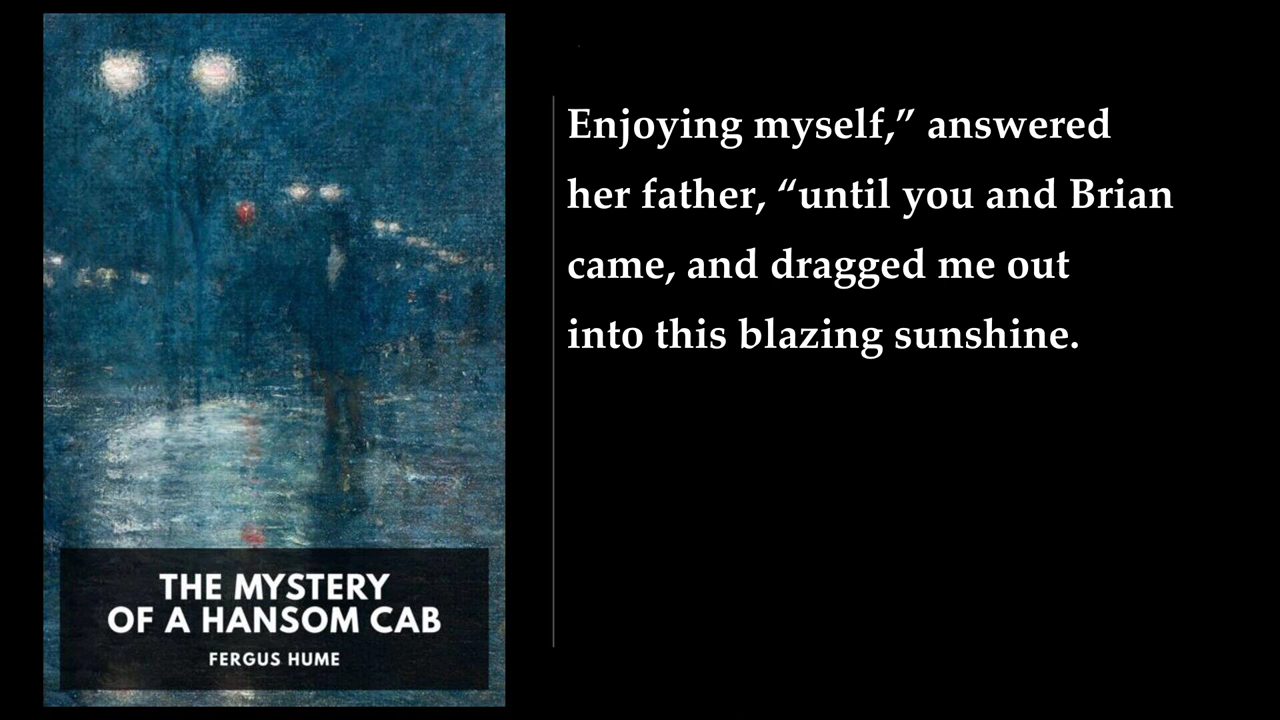 Enjoying myself,” answered
her father, “until you and Brian
came, and dragged me out
into this blazing sunshine.
THE MYSTERY
OF A HANSOM CAB
FERGUS HUME